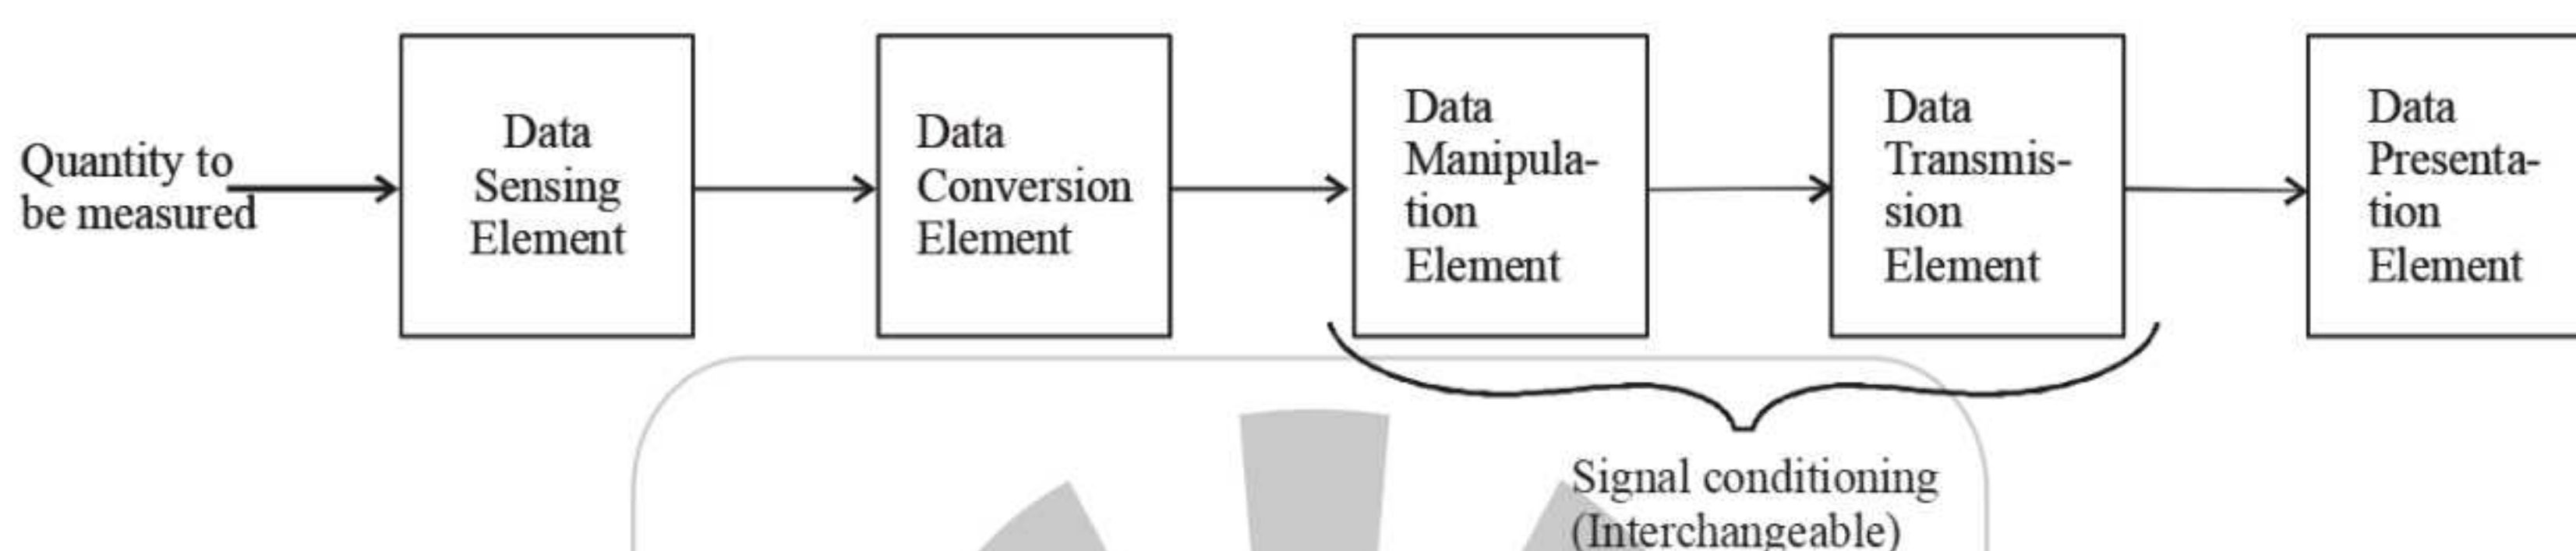 Quantity to
be measured
Data
Sensing
Element
Data
Conversion
Element
Data
Manipula-
tion
Element
Data
Transmis-
sion
Element
Data
Presenta-
tion
Element
Signal conditioning
(Interchangeable)